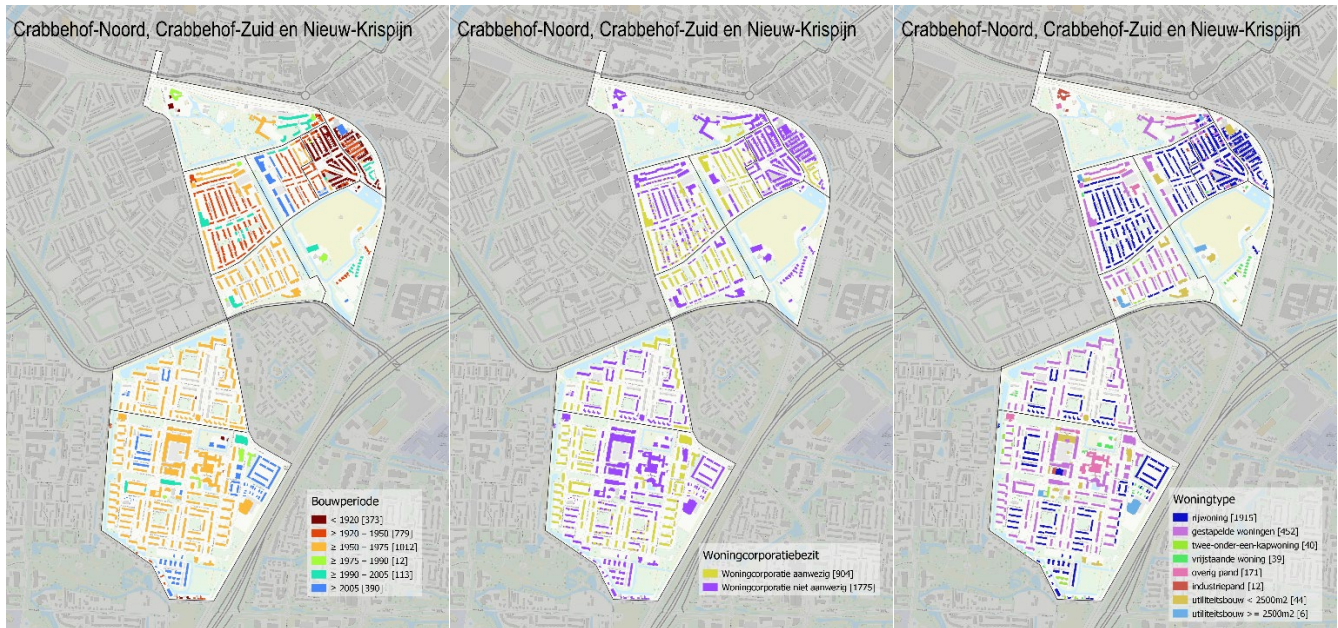 Crabbehof-Noord, Crabbehof-Zuid en Nieuw-Krispijn
Bouwperiode
< 1920 [373]
> 1920 – 1950 [779]
≥ 1950 – 1975 [1012]
≥ 1975 – 1990 [12]
≥ 1990 – 2005 [113]
> 2005 [390]
Crabbehof-Noord, Crabbehof-Zuid en Nieuw-Krispijn
Woningcorporatiebezit
Woningcorporatie aanwezig [904]
Woningcorporatie niet aanwezig [1775]
Crabbehof-Noord, Crabbehof-Zuid en Nieuw-Krispijn
Woningtype
rijwoning [1915]
gestapelde woningen [452]
twee-onder-een-kapwoning [40]
vrijstaande woning [39]
overig pand [171]
industriepand [12]
utiliteitsbouw < 2500m2 [44]
utiliteitsbouw >= 2500m2 [6]